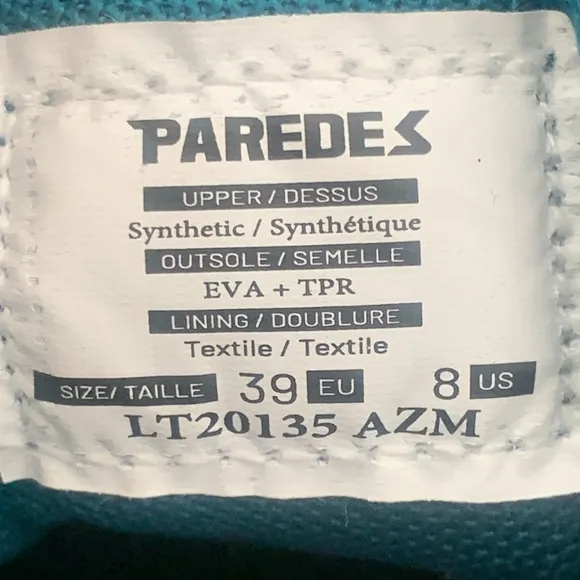 PAREDES
UPPER / DESSUS
Synthetic / Synthétique
OUTSOLE / SEMELLE
EVA + TPR
LINING / DOUBLURE
Textile / Textile
SIZE/ TAILLE 39 EU 8 US
LT20135 AZM